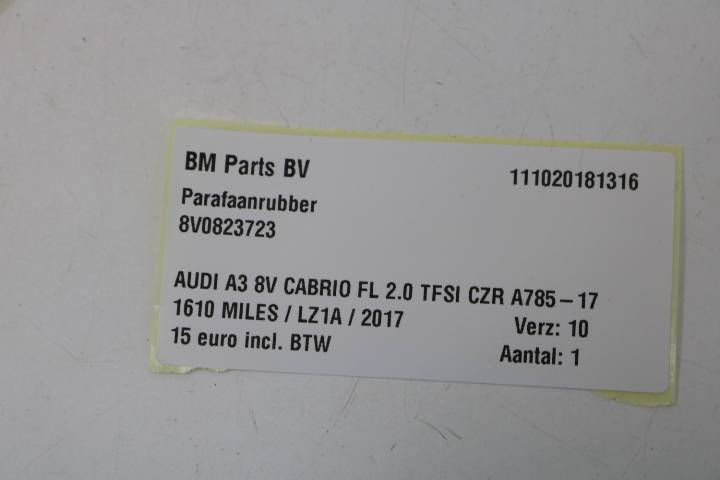 BM Parts BV 111020181316
Parafaanrubber
8V0823723
AUDI A3 8V CABRIO FL 2.0 TFSI CZR A785-17
1610 MILES / LZ1A / 2017 Verz: 10
15 euro incl. BTW Aantal: 1